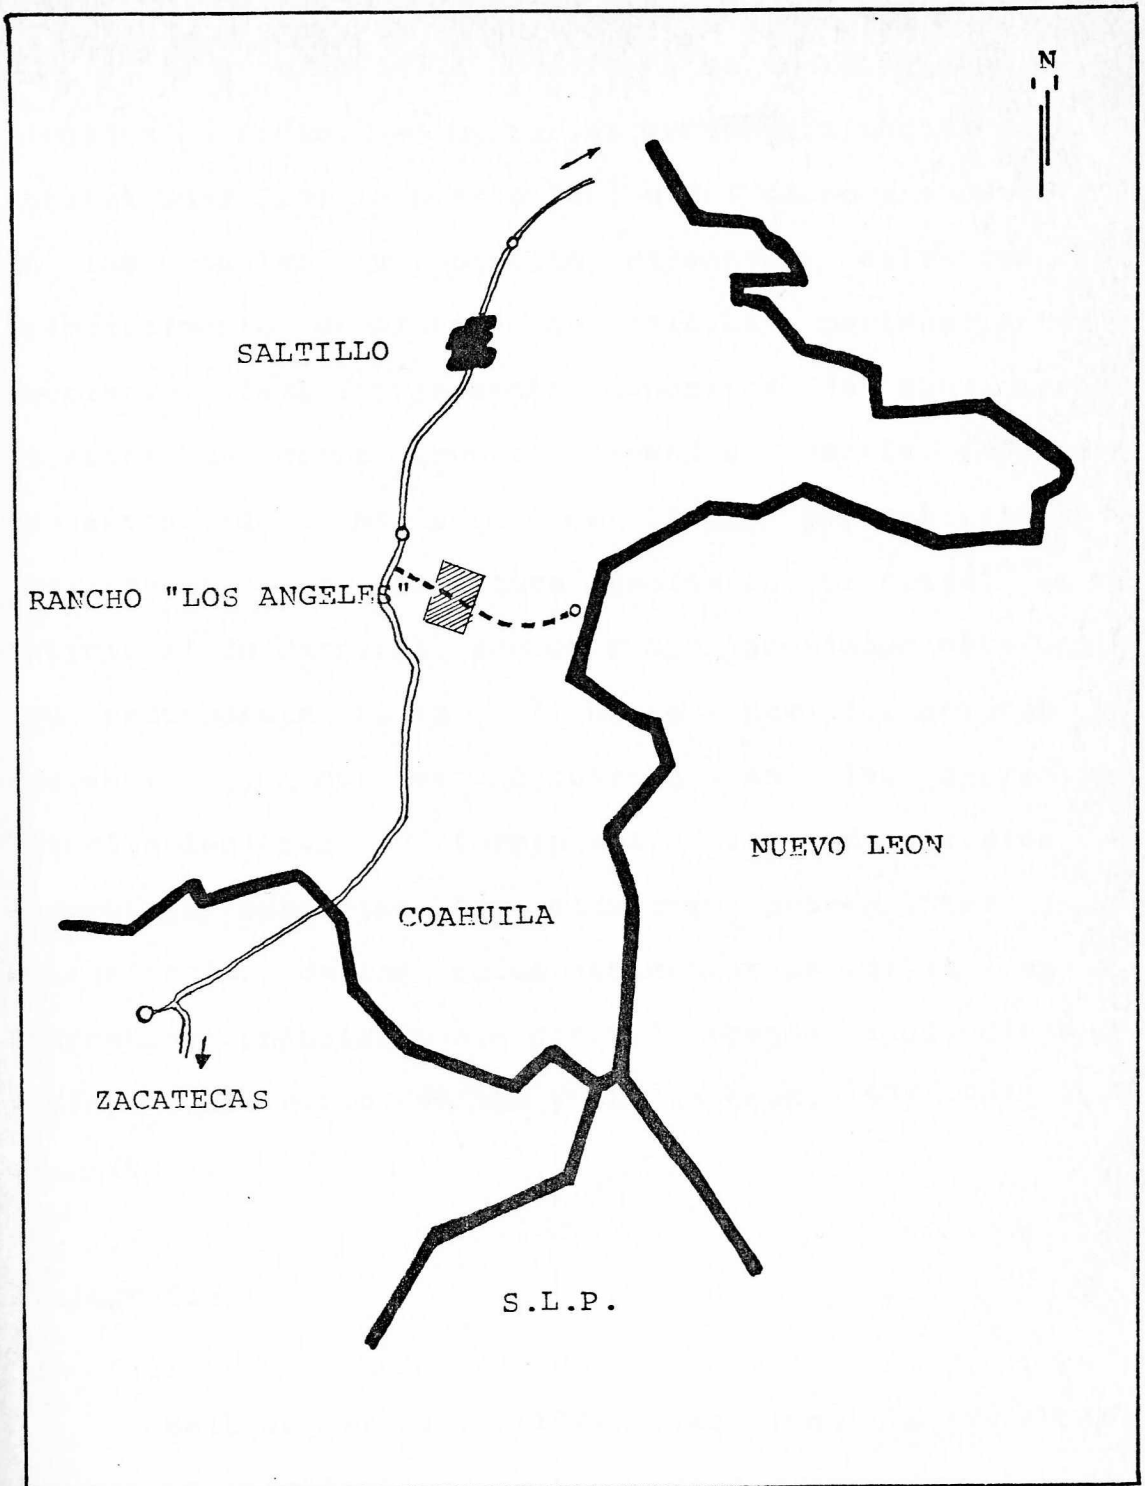 N
SALTILLO
RANCHO "LOS ANGELES"
NUEVO LEON
COAHUILA
ZACATECAS
S.L.P.